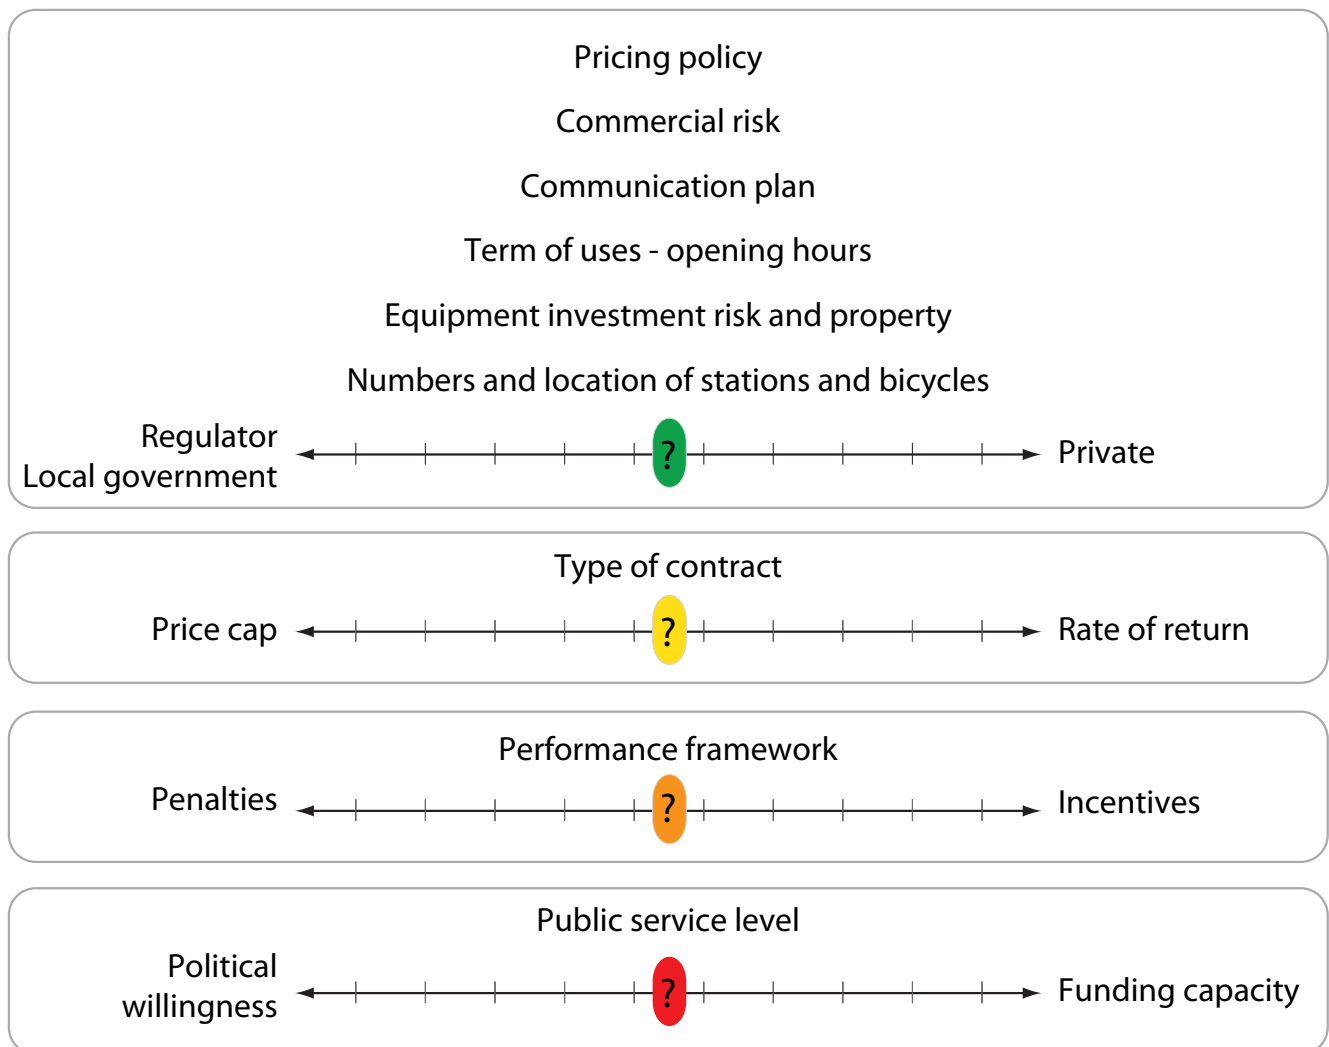 Pricing policy
Commercial risk
Communication plan
Term of uses - opening hours
Equipment investment risk and property
Numbers and location of stations and bicycles
Regulator
Local government
?
Private
Type of contract
Price cap
?
Rate of return
Performance framework
Penalties
?
Incentives
Public service level
Political
willingness
?
Funding capacity